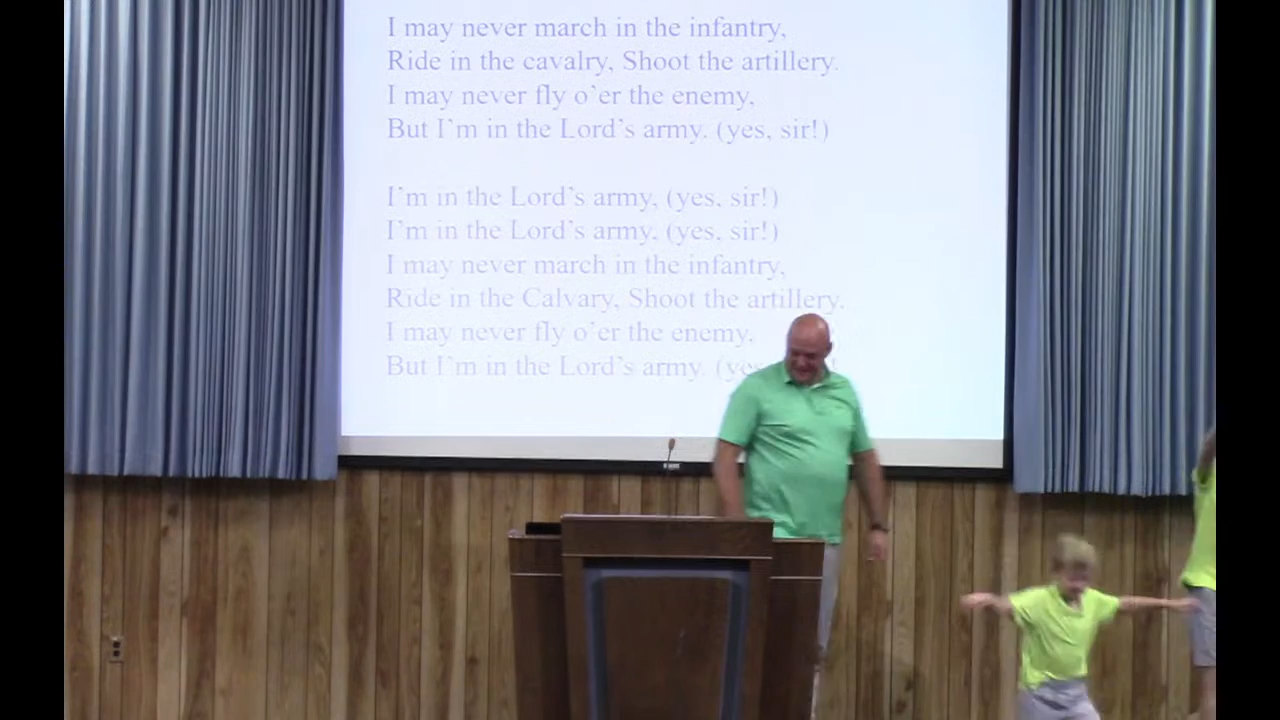 I may never march in the infantry,
Ride in the cavalry, Shoot the artillery.
I may never fly o'er the enemy,
But I'm in the Lord's army. (yes, sir!)
I'm in the Lord's army, (yes, sir!)
I'm in the Lord's army, (yes, sir!)
I may never march in the infantry,
Ride in the Calvary, Shoot the artillery.
I may never fly o'er the enemy,
But I'm in the Lord's army. (yes